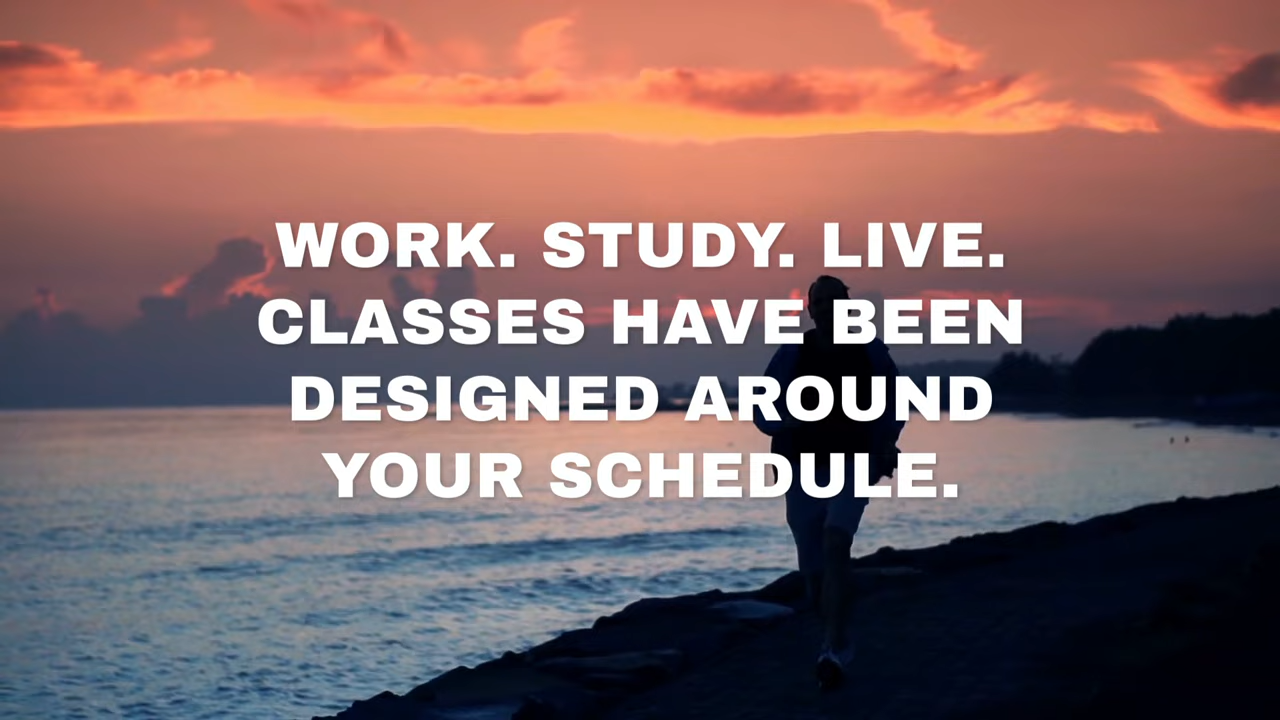 WORK. STUDY. LIVE.
CLASSES HAVE BEEN
DESIGNED AROUND
YOUR SCHEDULE.